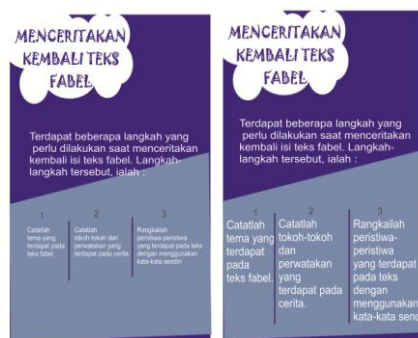 MENCERITAKAN
KEMBALI TEKS
FABEL
Terdapat beberapa langkah yang
perlu dilakukan saat menceritakan
kembali isi teks fabel. Langkah-
langkah tersebut, ialah :
1
Catatlah
tema yang
terdapat pada
teks fabel.
2
Catatlah
tokoh-tokoh dan
perwatakan yang
terdapat pada cerita.
3
Rangkailah
peristiwa-peristiwa
yang terdapat pada teks
dengan menggunakan
kata-kata sendiri
MENCERITAKAN
KEMBALI TEKS
FABEL
Terdapat beberapa langkah yang
perlu dilakukan saat menceritakan
kembali isi teks fabel. Langkah-
langkah tersebut, ialah :
1
Catatlah
tema yang
terdapat
pada
teks fabel.
2
Catatlah
tokoh-tokoh
dan
perwatakan
yang
terdapat pada
cerita.
3
Rangkailah
peristiwa-
peristiwa
yang terdapat
pada teks
dengan
menggunakan
kata-kata send